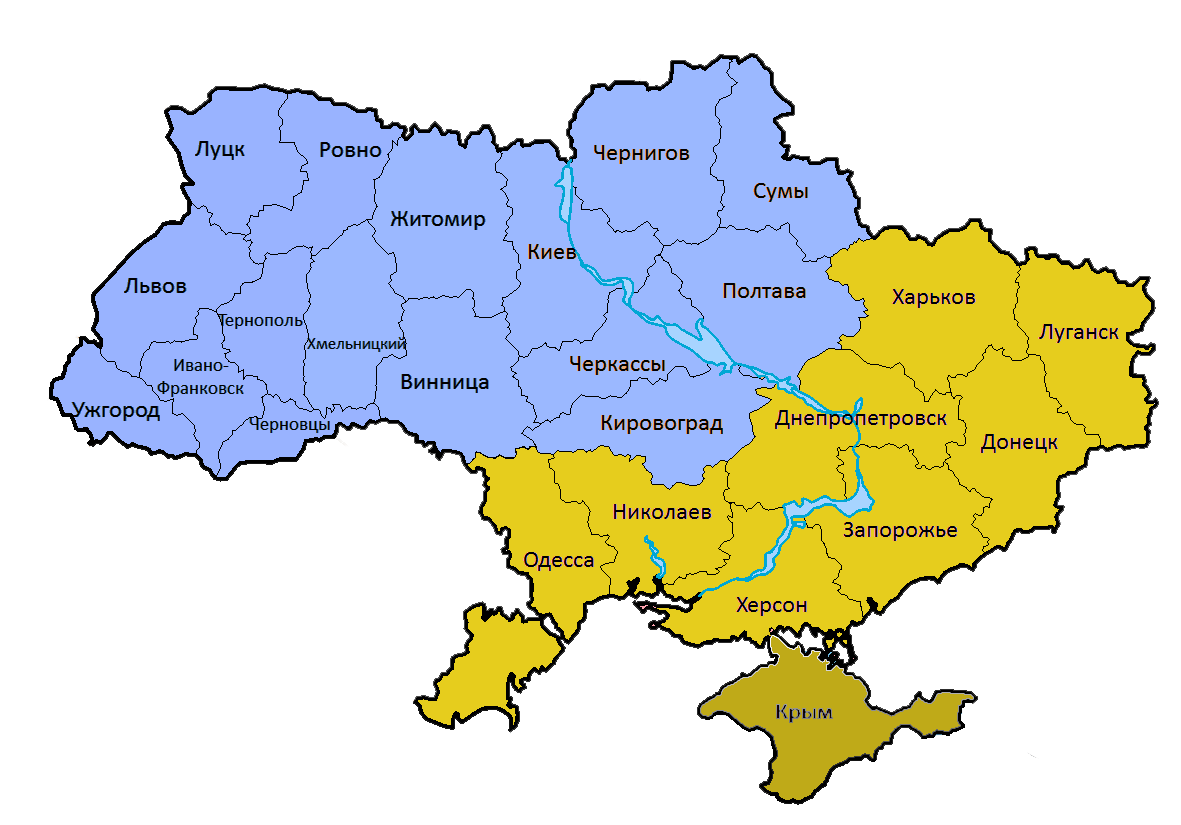 Луцк
Ровно
Чернигов
Сумы
Житомир
Киев
Львов
Полтава
Харьков
Тернополь
Луганск
Хмельницкий
Ивано-
Франковск
Черкассы
Винница
Ужгород
Черновцы
Кировоград
Днепропетровск
Донецк
Николаев
Запорожье
Одесса
Херсон
Крым